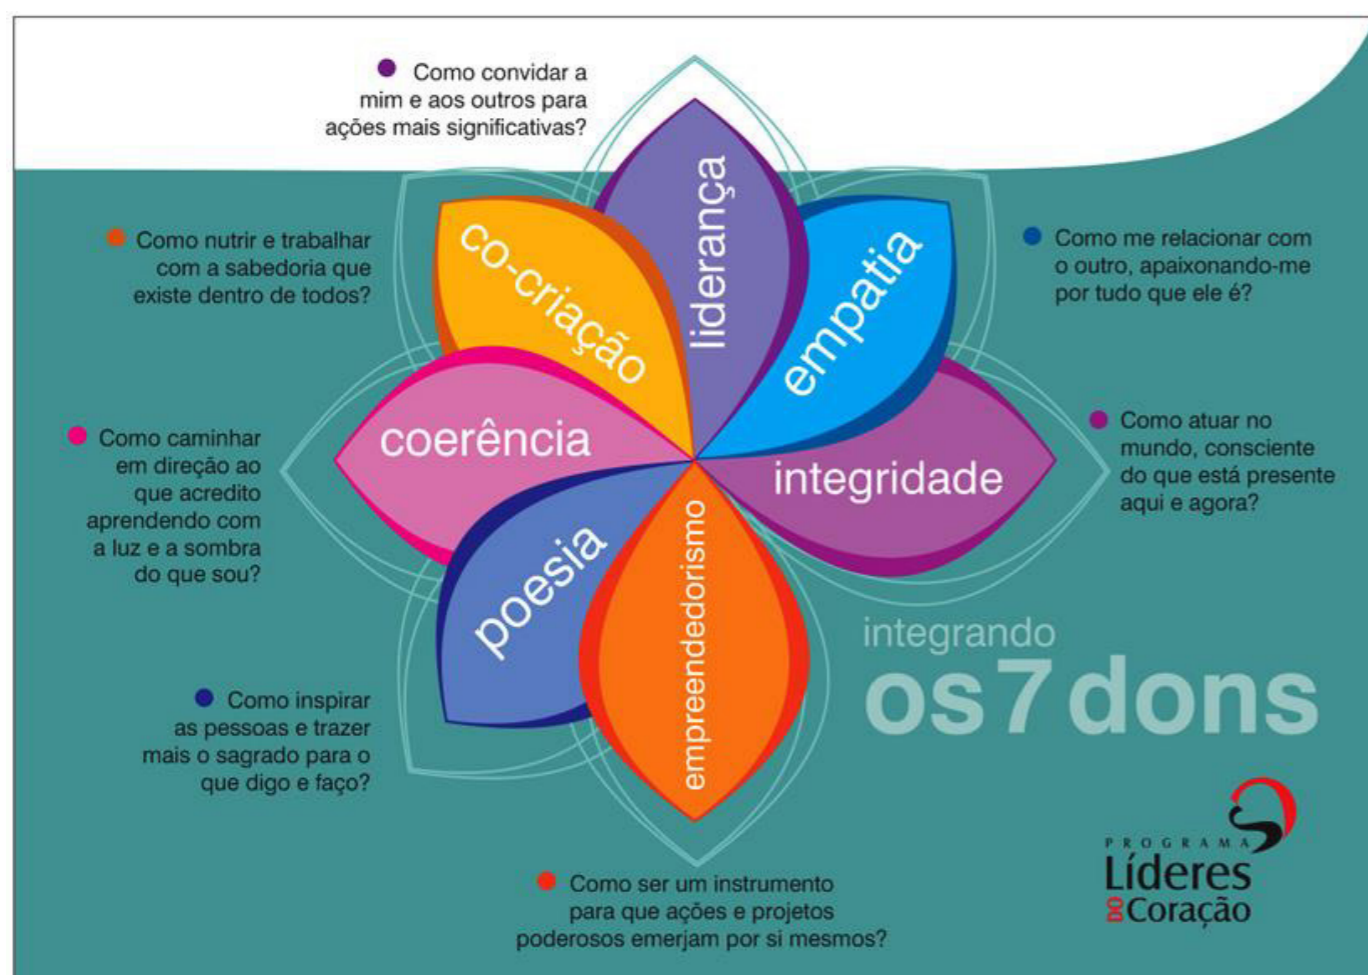 Como convidar a
mim e aos outros para
ações mais significativas?
liderança
empatia
Como me relacionar com
o outro, apaixonando-me
por tudo que ele é?
integridade
Como atuar no
mundo, consciente
do que está presente
aqui e agora?
empreendedorismo
Como ser um instrumento
para que ações e projetos
poderosos emerjam por si mesmos?
poesia
Como inspirar
as pessoas e trazer
mais o sagrado para o
que digo e faço?
coerência
Como caminhar
em direção ao
que acredito
aprendendo com
a luz e a sombra
do que sou?
co-criação
Como nutrir e trabalhar
com a sabedoria que
existe dentro de todos?
integrando
os 7 dons
PROGRAMA
Líderes
DO Coração